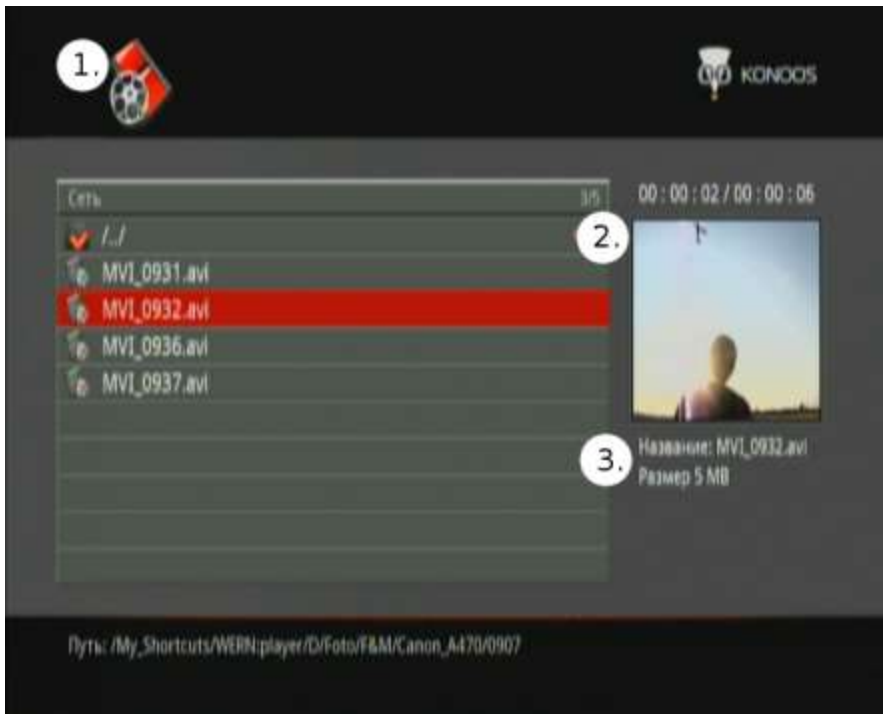 1.
KONOOS
Сеть 3/5
/../
MVI_0931.avi
MVI_0932.avi
MVI_0936.avi
MVI_0937.avi
00 : 00 : 02 / 00 : 00 : 06
2.
3.
Название: MVI_0932.avi
Размер 5 MB
Путь: /My_Shortcuts/WERN:player/D/Foto/F&M/Canon_A470/0907